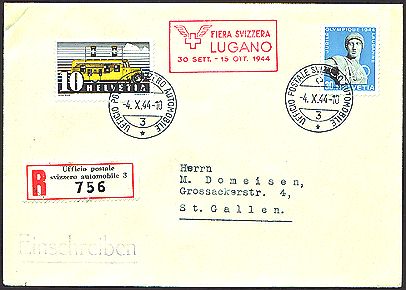 FIERA SVIZZERA
LUGANO
30 SETT. - 15 OTT. 1944
10
HELVETIA
OLYMPIQUE 1944
HELVETIA
UFFICIO POSTALE SVIZZERO AUTOMOBILE
-4. X. 44-10
3
UFFICIO POSTALE SVIZZERO AUTOMOBILE
-4. X. 44-10
3
R
Ufficio postale
svizzero automobile 3
756
Herrn
M. Domeisen,
Grossackerstr. 4,
St. Gallen.
Einschreiben